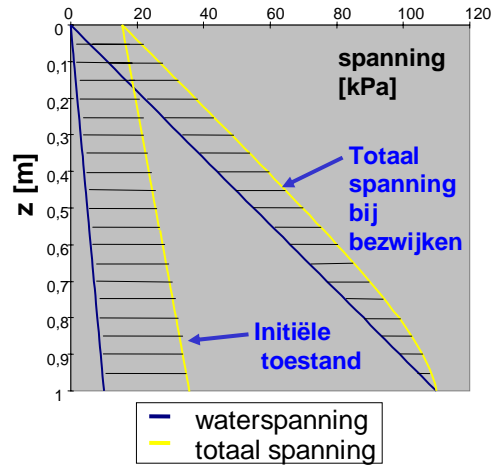 0 20 40 60 80 100 120
0
0,1
0,2
0,3
0,4
0,5
0,6
0,7
0,8
0,9
1
z [m]
spanning
[kPa]
Totaal
spanning
bij
bezwijken
Initiële
toestand
waterspanning
totaal spanning